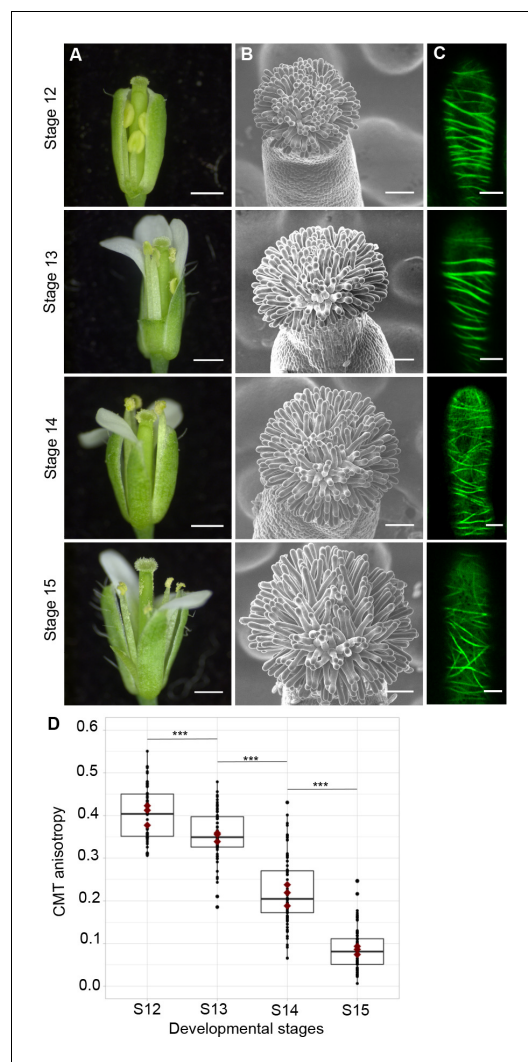 A B C
Stage 12
Stage 13
Stage 14
Stage 15
D
0.6
0.5
0.4
0.3
0.2
0.1
0.0
CMT anisotropy
***
***
***
S12 S13 S14 S15
Developmental stages